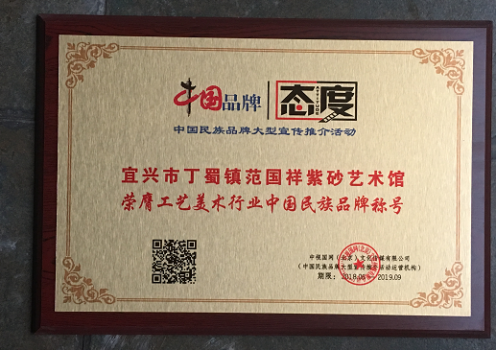 中国品牌 态度
中国民族品牌大型宣传推介活动
宜兴市丁蜀镇范国祥紫砂艺术馆
荣膺工艺美术行业中国民族品牌称号
中视国网（北京）文化传媒有限公司
（中国民族品牌大型宣传推介活动运营机构）
期限：2018.09 2019.09